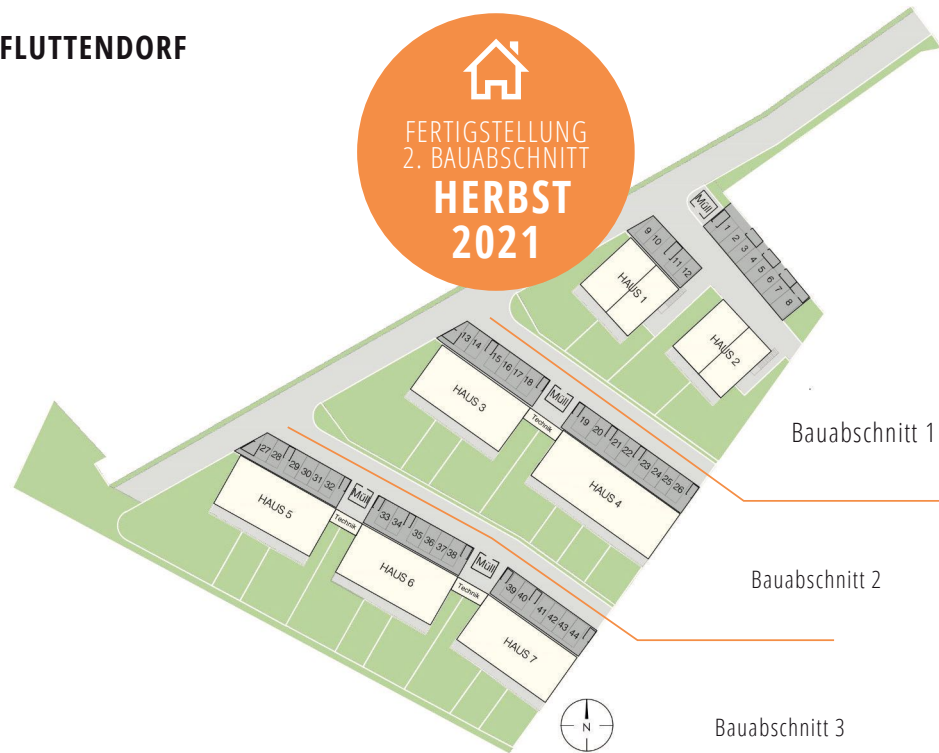 FLUTTENDORF
FERTIGSTELLUNG
2. BAUABSCHNITT
HERBST
2021
Müll
1
2
3
4
5
6
7
8
9 10
11 12
HAUS 1
HAUS 2
13 14
15 16 17 18
Müll
HAUS 3
Technik
19 20
21 22
23 24 25 26
HAUS 4
Bauabschnitt 1
27 28
29 30 31 32
Müll
HAUS 5
Technik
33 34
35 36 37 38
Müll
HAUS 6
Technik
39 40
41 42 43 44
HAUS 7
Bauabschnitt 2
N
Bauabschnitt 3